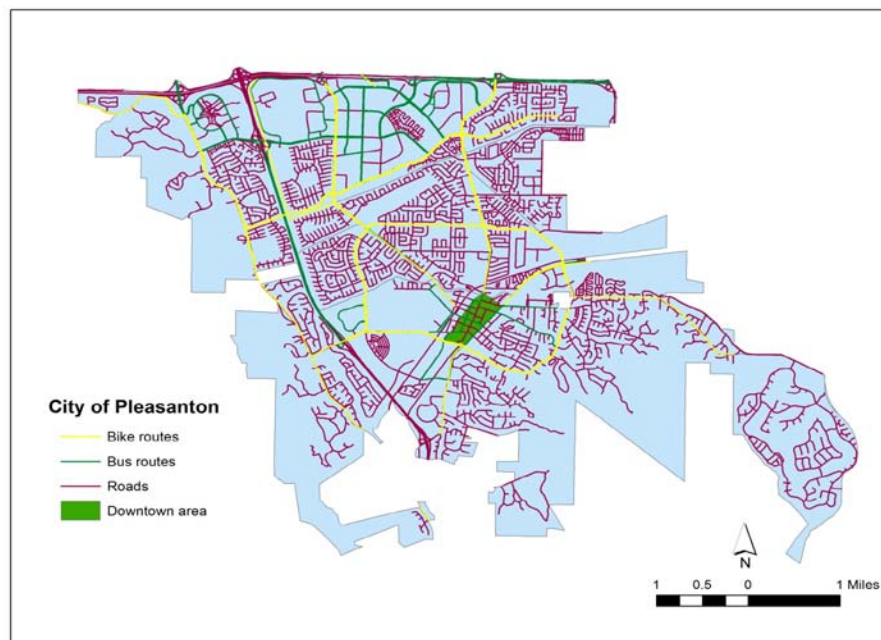 City of Pleasanton
Bike routes
Bus routes
Roads
Downtown area
N
1 0.5 0 1 Miles